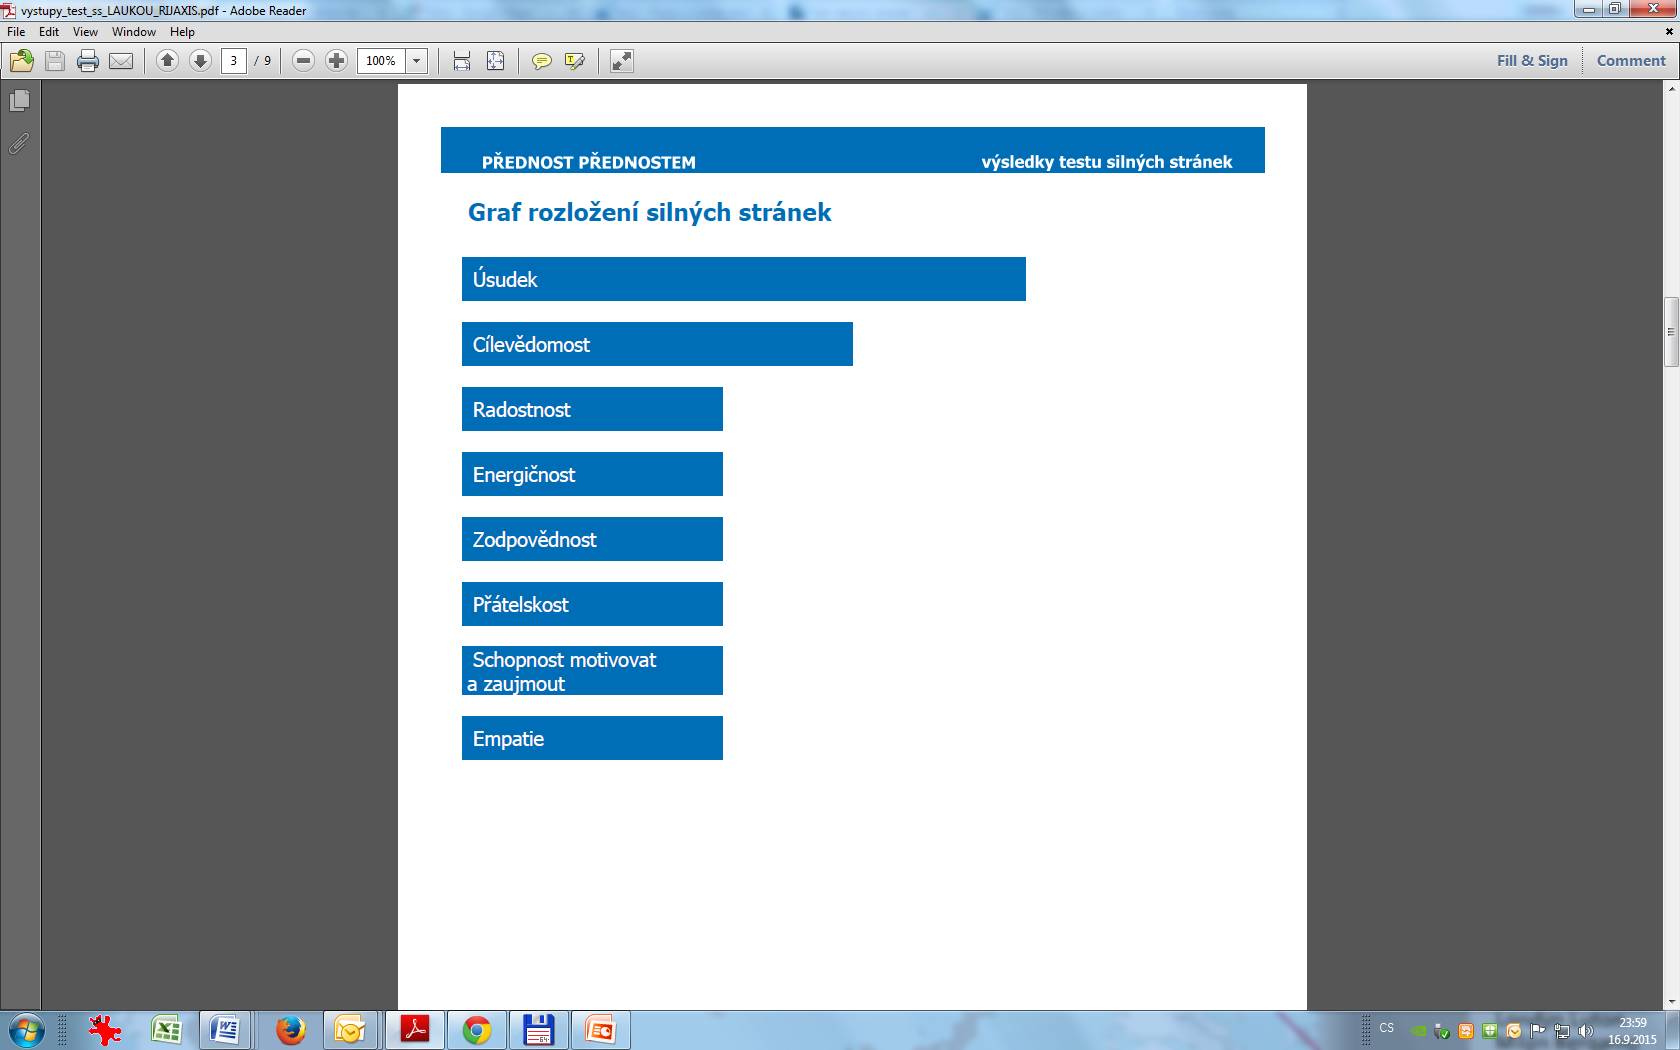 vystupy_test_ss_LAUKOU_RIJAXIS.pdf - Adobe Reader
File Edit View Window Help
3 / 9 100% Fill & Sign Comment
PŘEDNOST PŘEDNOSTEM výsledky testu silných stránek
Graf rozložení silných stránek
Úsudek
Cílevědomost
Radostnost
Energičnost
Zodpovědnost
Přátelskost
Schopnost motivovat
a zaujmout
Empatie
CS 23:59
16.9.2015